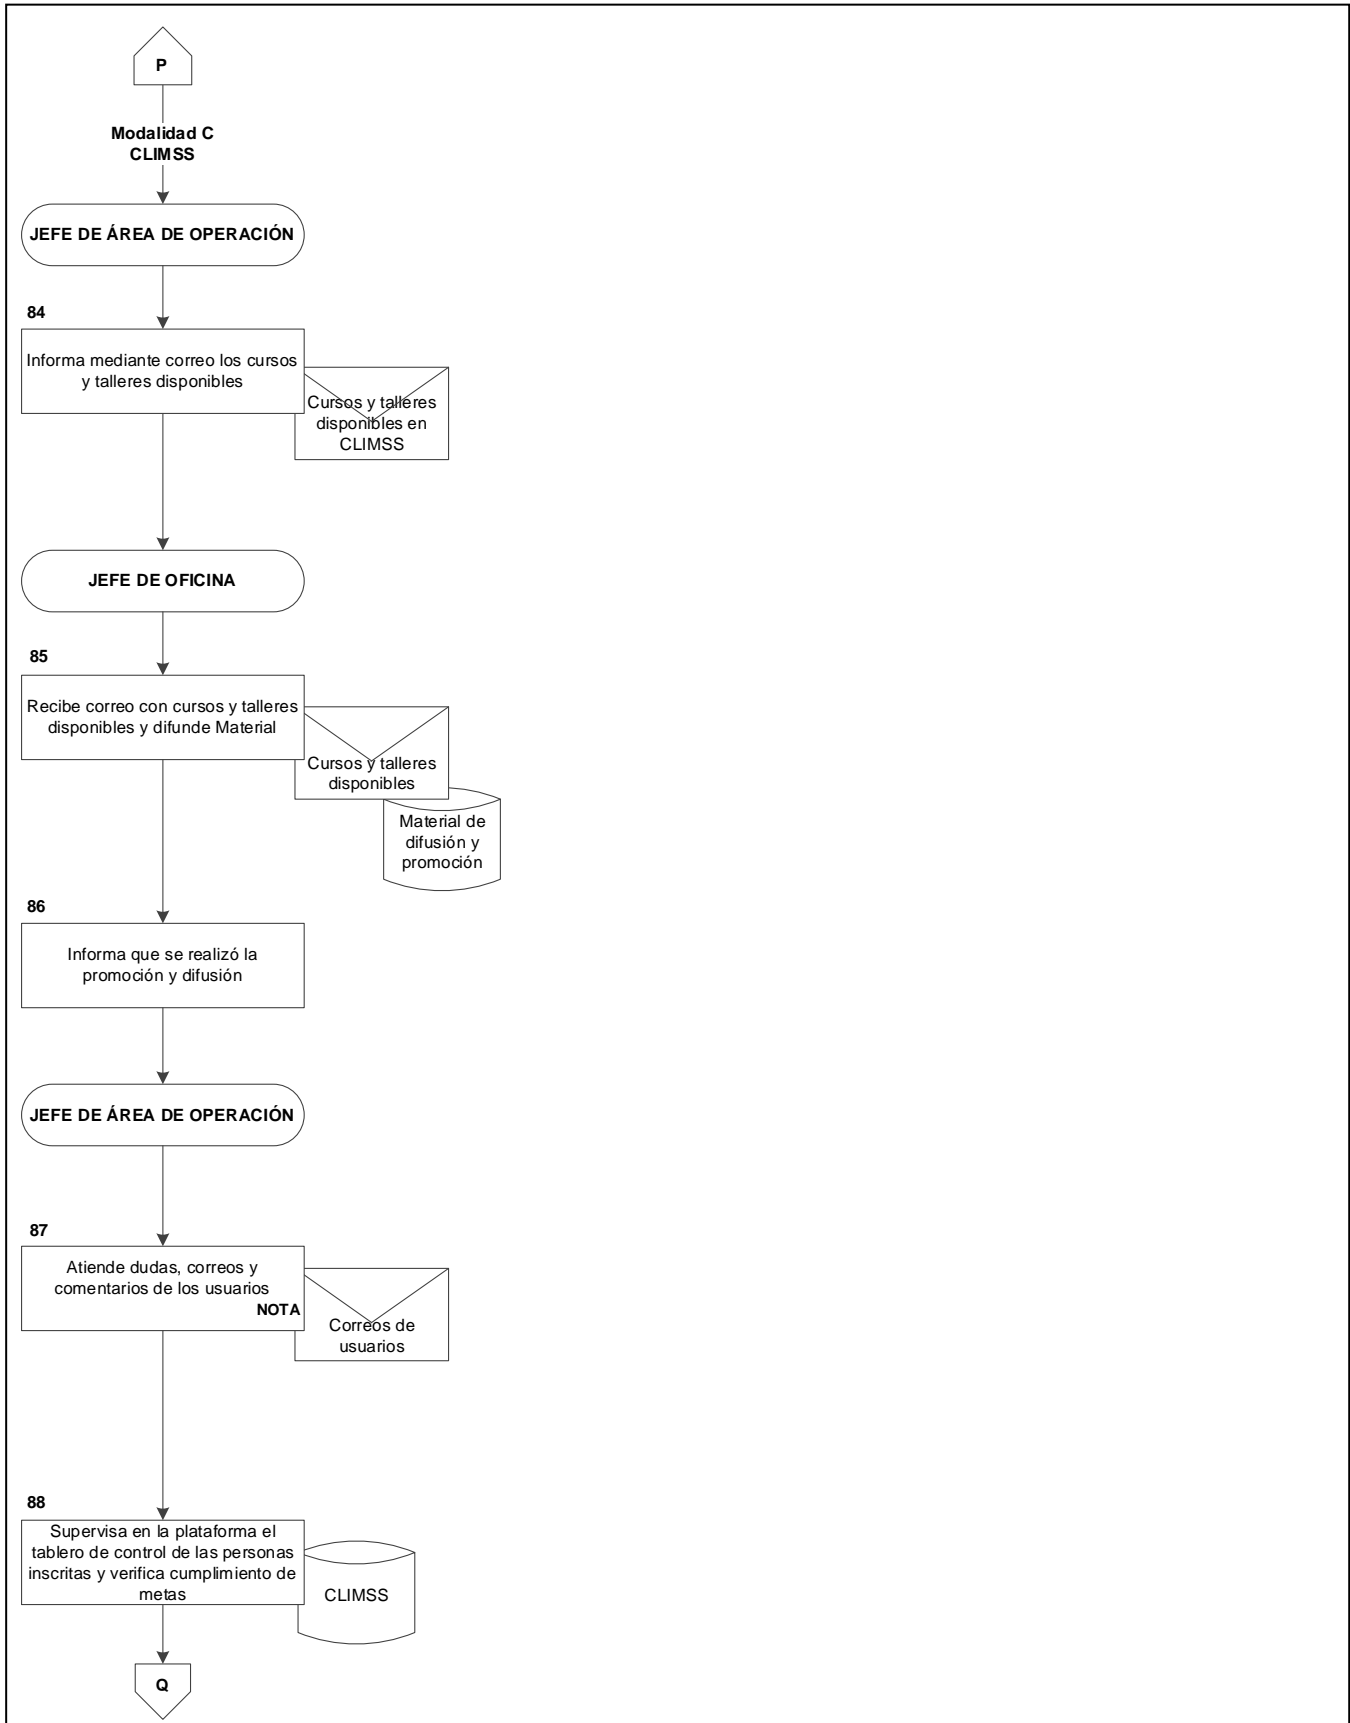 P
Modalidad C
CLIMSS
JEFE DE ÁREA DE OPERACIÓN
84
Informa mediante correo los cursos
y talleres disponibles
Cursos y talleres
disponibles en
CLIMSS
JEFE DE OFICINA
85
Recibe correo con cursos y talleres
disponibles y difunde Material
Cursos y talleres
disponibles
Material de
difusión y
promoción
86
Informa que se realizó la
promoción y difusión
JEFE DE ÁREA DE OPERACIÓN
87
Atiende dudas, correos y
comentarios de los usuarios
NOTA
Correos de
usuarios
88
Supervisa en la plataforma el
tablero de control de las personas
inscritas y verifica cumplimiento de
metas
CLIMSS
Q